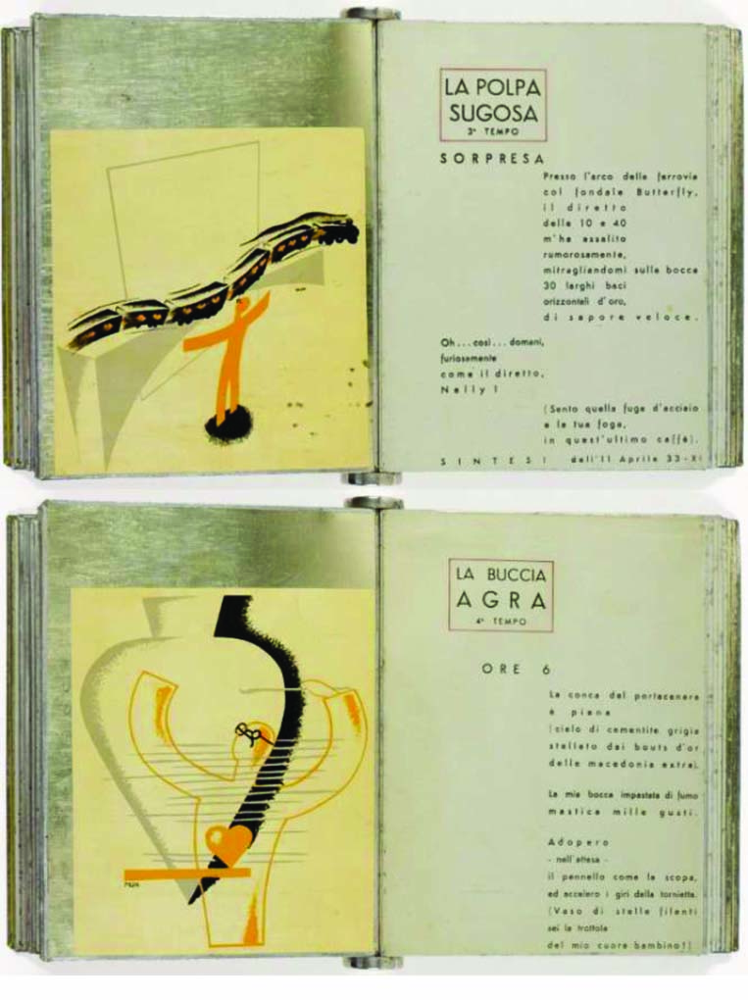 LA POLPA
SUGOSA
3° TEMPO
SORPRESA
Presso l'arco della ferrovia
col fondale Butterfly,
il diretto
delle 10 e 40
m'ha assalito
rumorosamente,
mitragliandomi sulla bocca
30 larghi baci
orizzontali d'oro,
di sapore veloce.
Oh... così... domani,
furiosamente
come il diretto,
Nelly!
(Sento quella fuga d'acciaio
e la tua foga,
in quest'ultimo caffè).
SINTESI dell'11 Aprile 33-XI
LA BUCCIA
AGRA
4° TEMPO
ORE 6
La conca del portacenere
è piena
(cielo di cementite grigia
stellato dai bouts d'or
delle macedonia extra).
La mia bocca impastata di fumo
mastica mille gusti.
Adopero
- nell'attesa -
il pennello come la scopa,
ed accelero i giri della tornietta.
(Vaso di stelle filanti
sei la trottola
del mio cuore bambino!)